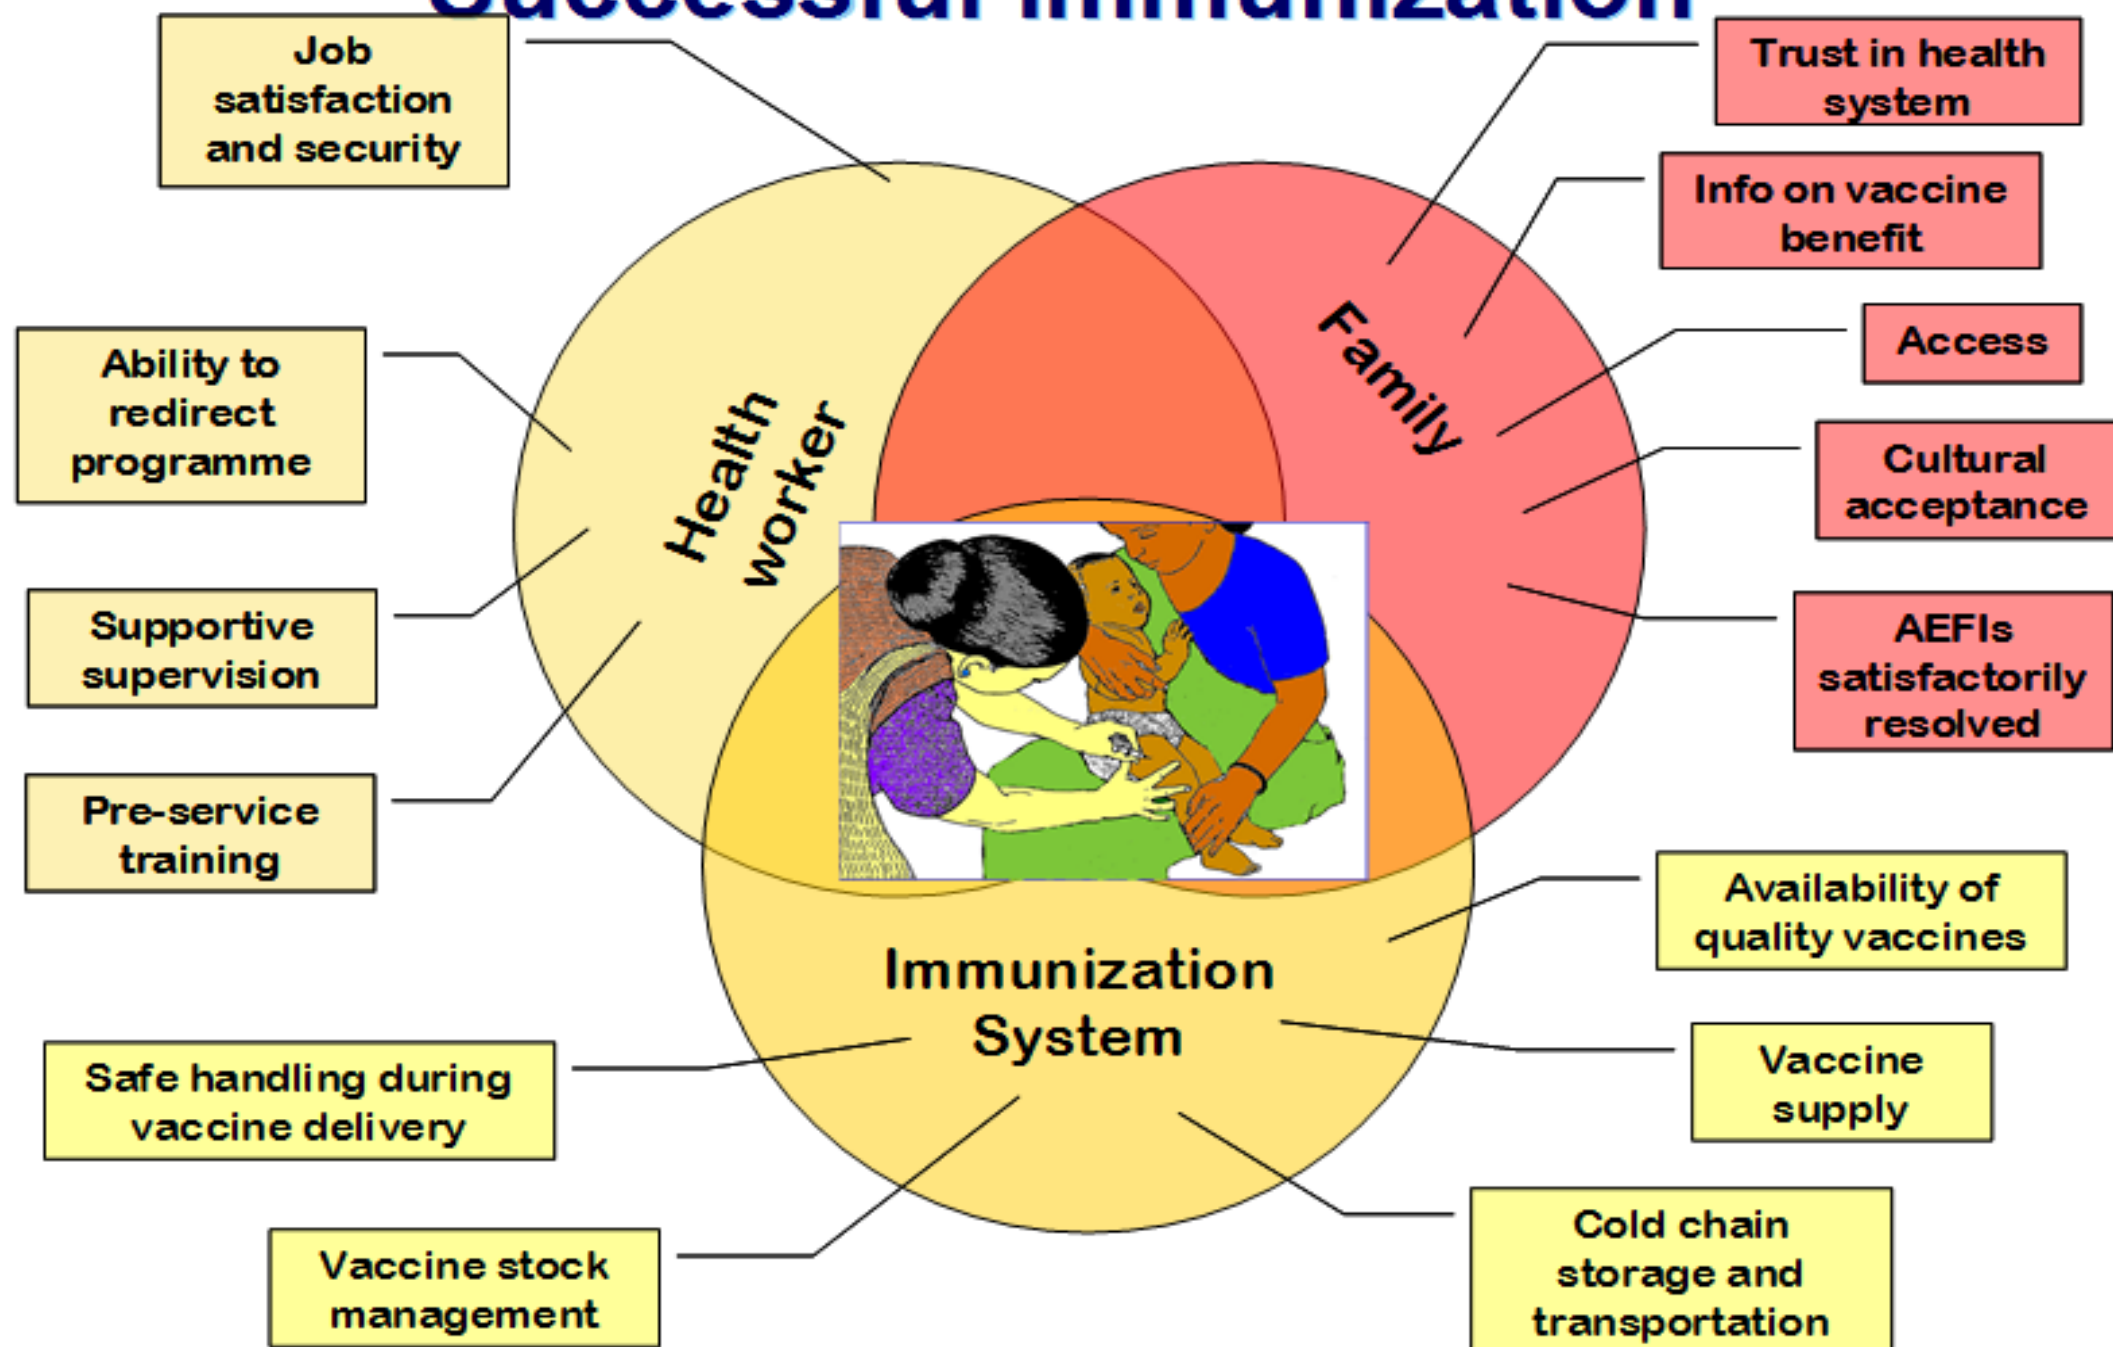 Successful Immunization
Job
satisfaction
and security
Trust in health
system
Info on vaccine
benefit
Access
Cultural
acceptance
AEFIs
satisfactorily
resolved
Ability to
redirect
programme
Supportive
supervision
Pre-service
training
Health
worker
Family
Immunization
System
Availability of
quality vaccines
Vaccine
supply
Cold chain
storage and
transportation
Safe handling during
vaccine delivery
Vaccine stock
management